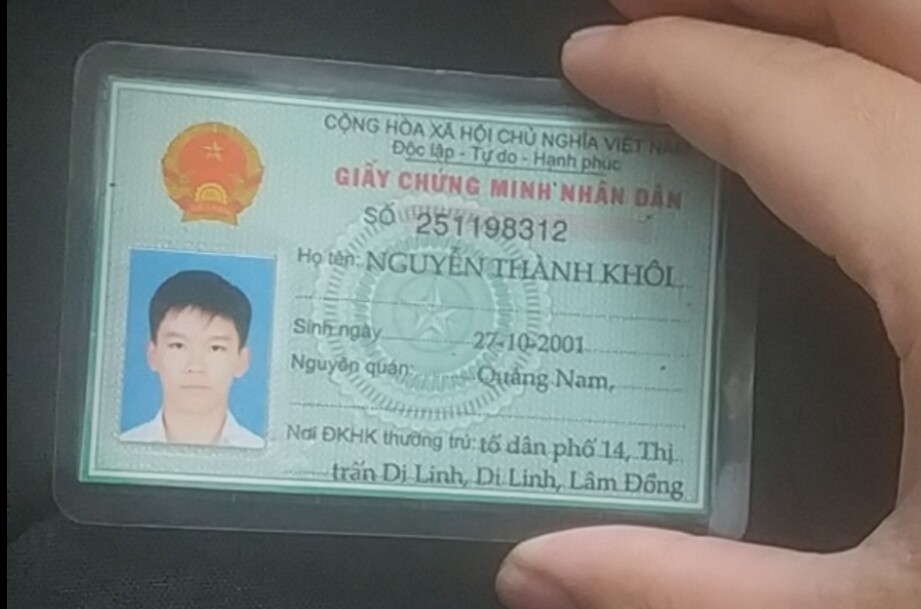 CỘNG HÒA XÃ HỘI CHỦ NGHĨA VIỆT NAM
Độc lập - Tự do - Hạnh phúc
GIẤY CHỨNG MINH NHÂN DÂN
SỐ 251198312
Họ tên: NGUYỄN THÀNH KHÔI
Sinh ngày 27-10-2001
Nguyên quán: Quảng Nam,
Nơi ĐKHK thường trú: tổ dân phố 14, Thị
trấn Di Linh, Di Linh, Lâm Đồng